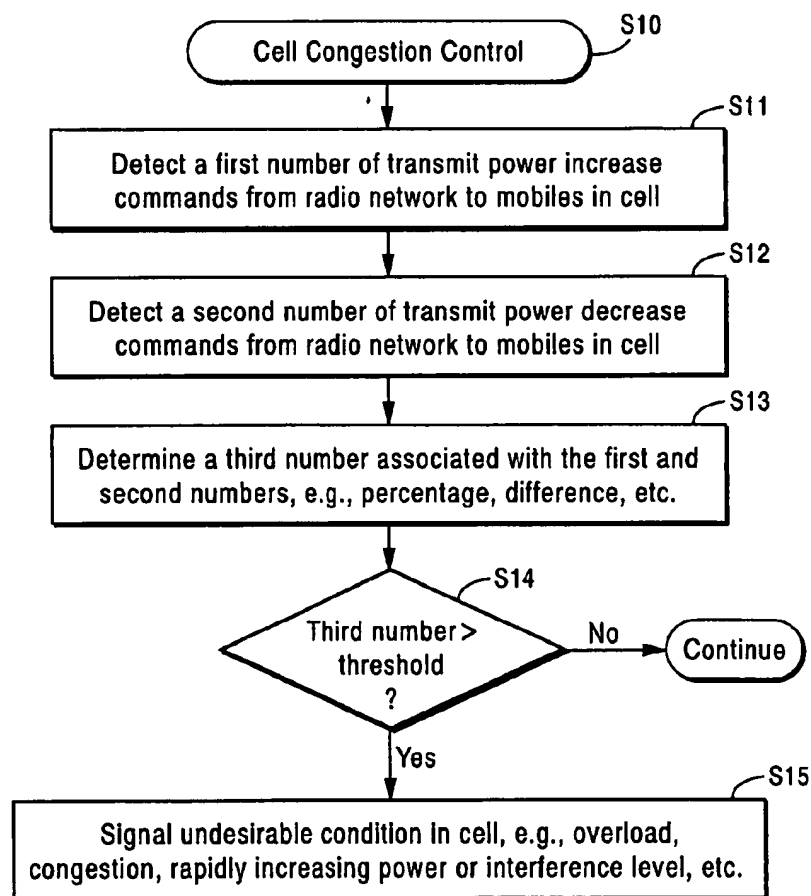 S10
Cell Congestion Control
S11
Detect a first number of transmit power increase
commands from radio network to mobiles in cell
S12
Detect a second number of transmit power decrease
commands from radio network to mobiles in cell
S13
Determine a third number associated with the first and
second numbers, e.g., percentage, difference, etc.
S14
Third number >
threshold
?
No
Continue
Yes
S15
Signal undesirable condition in cell, e.g., overload,
congestion, rapidly increasing power or interference level, etc.